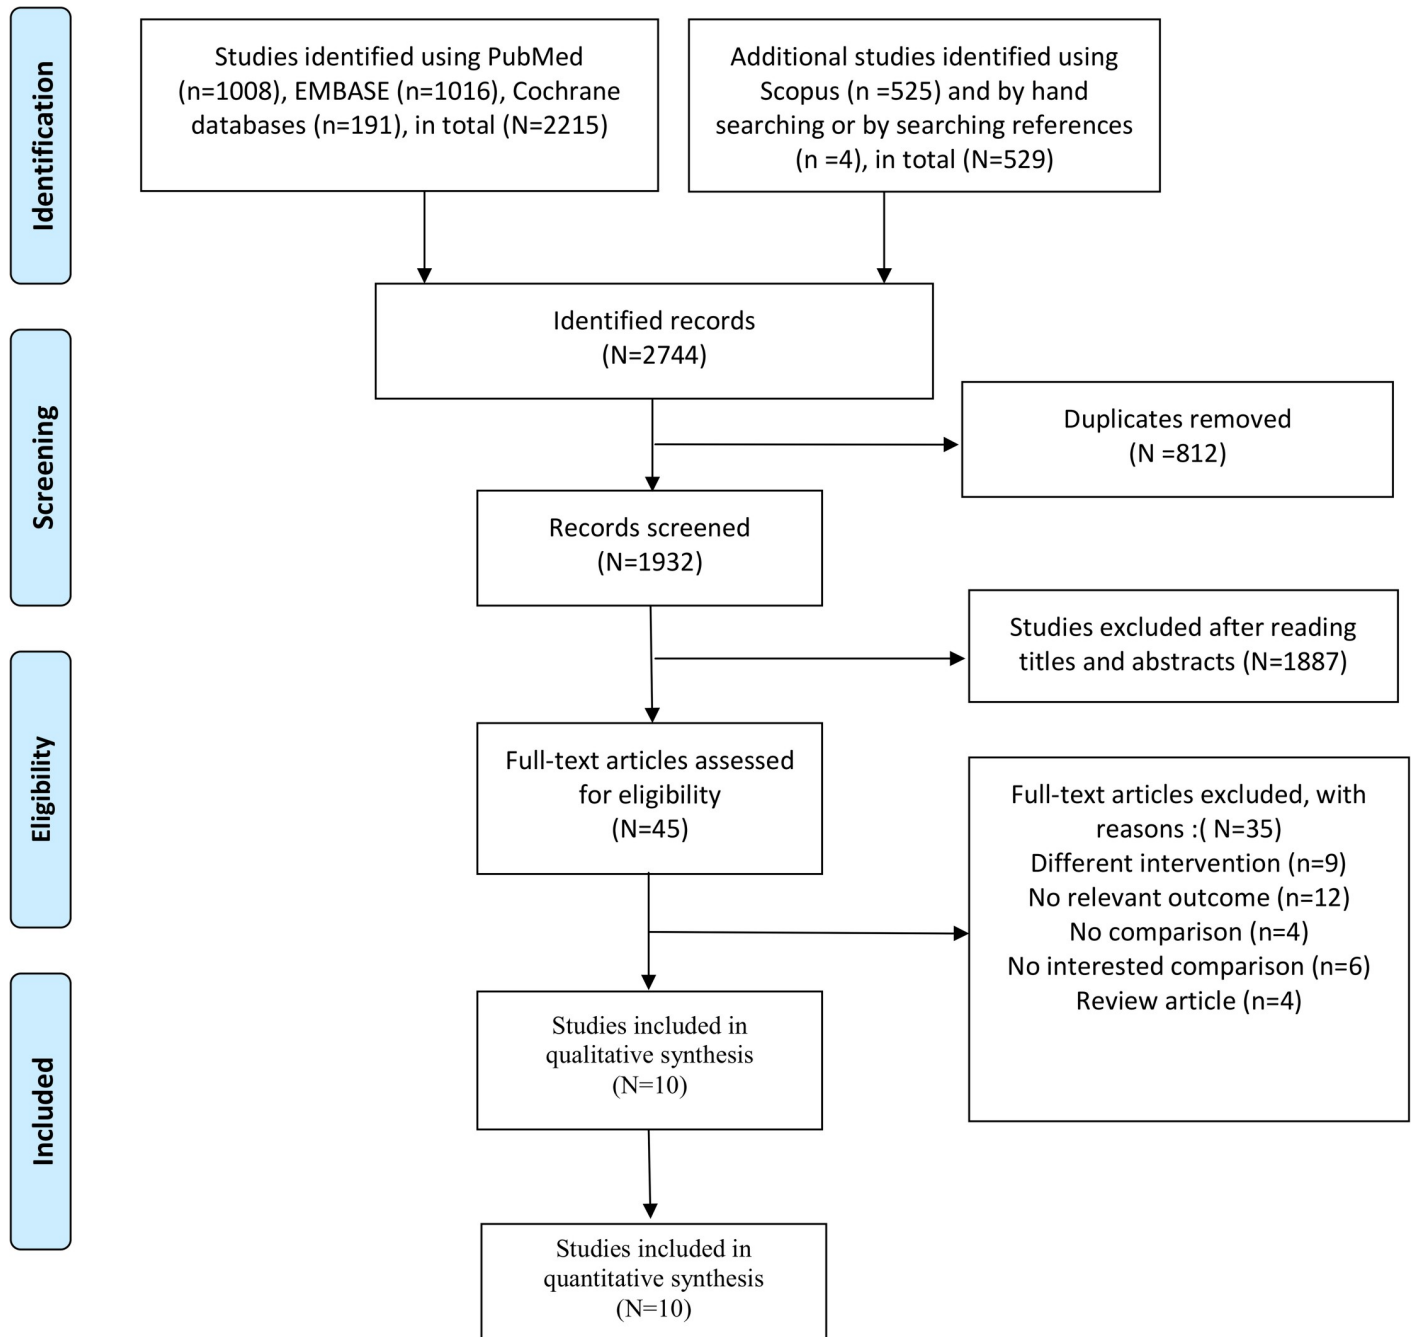 Identification
Studies identified using PubMed
(n=1008), EMBASE (n=1016), Cochrane
databases (n=191), in total (N=2215)
Additional studies identified using
Scopus (n =525) and by hand
searching or by searching references
(n =4), in total (N=529)
Identified records
(N=2744)
Screening
Duplicates removed
(N =812)
Records screened
(N=1932)
Studies excluded after reading
titles and abstracts (N=1887)
Eligibility
Full-text articles assessed
for eligibility
(N=45)
Full-text articles excluded, with
reasons :( N=35)
Different intervention (n=9)
No relevant outcome (n=12)
No comparison (n=4)
No interested comparison (n=6)
Review article (n=4)
Included
Studies included in
qualitative synthesis
(N=10)
Studies included in
quantitative synthesis
(N=10)